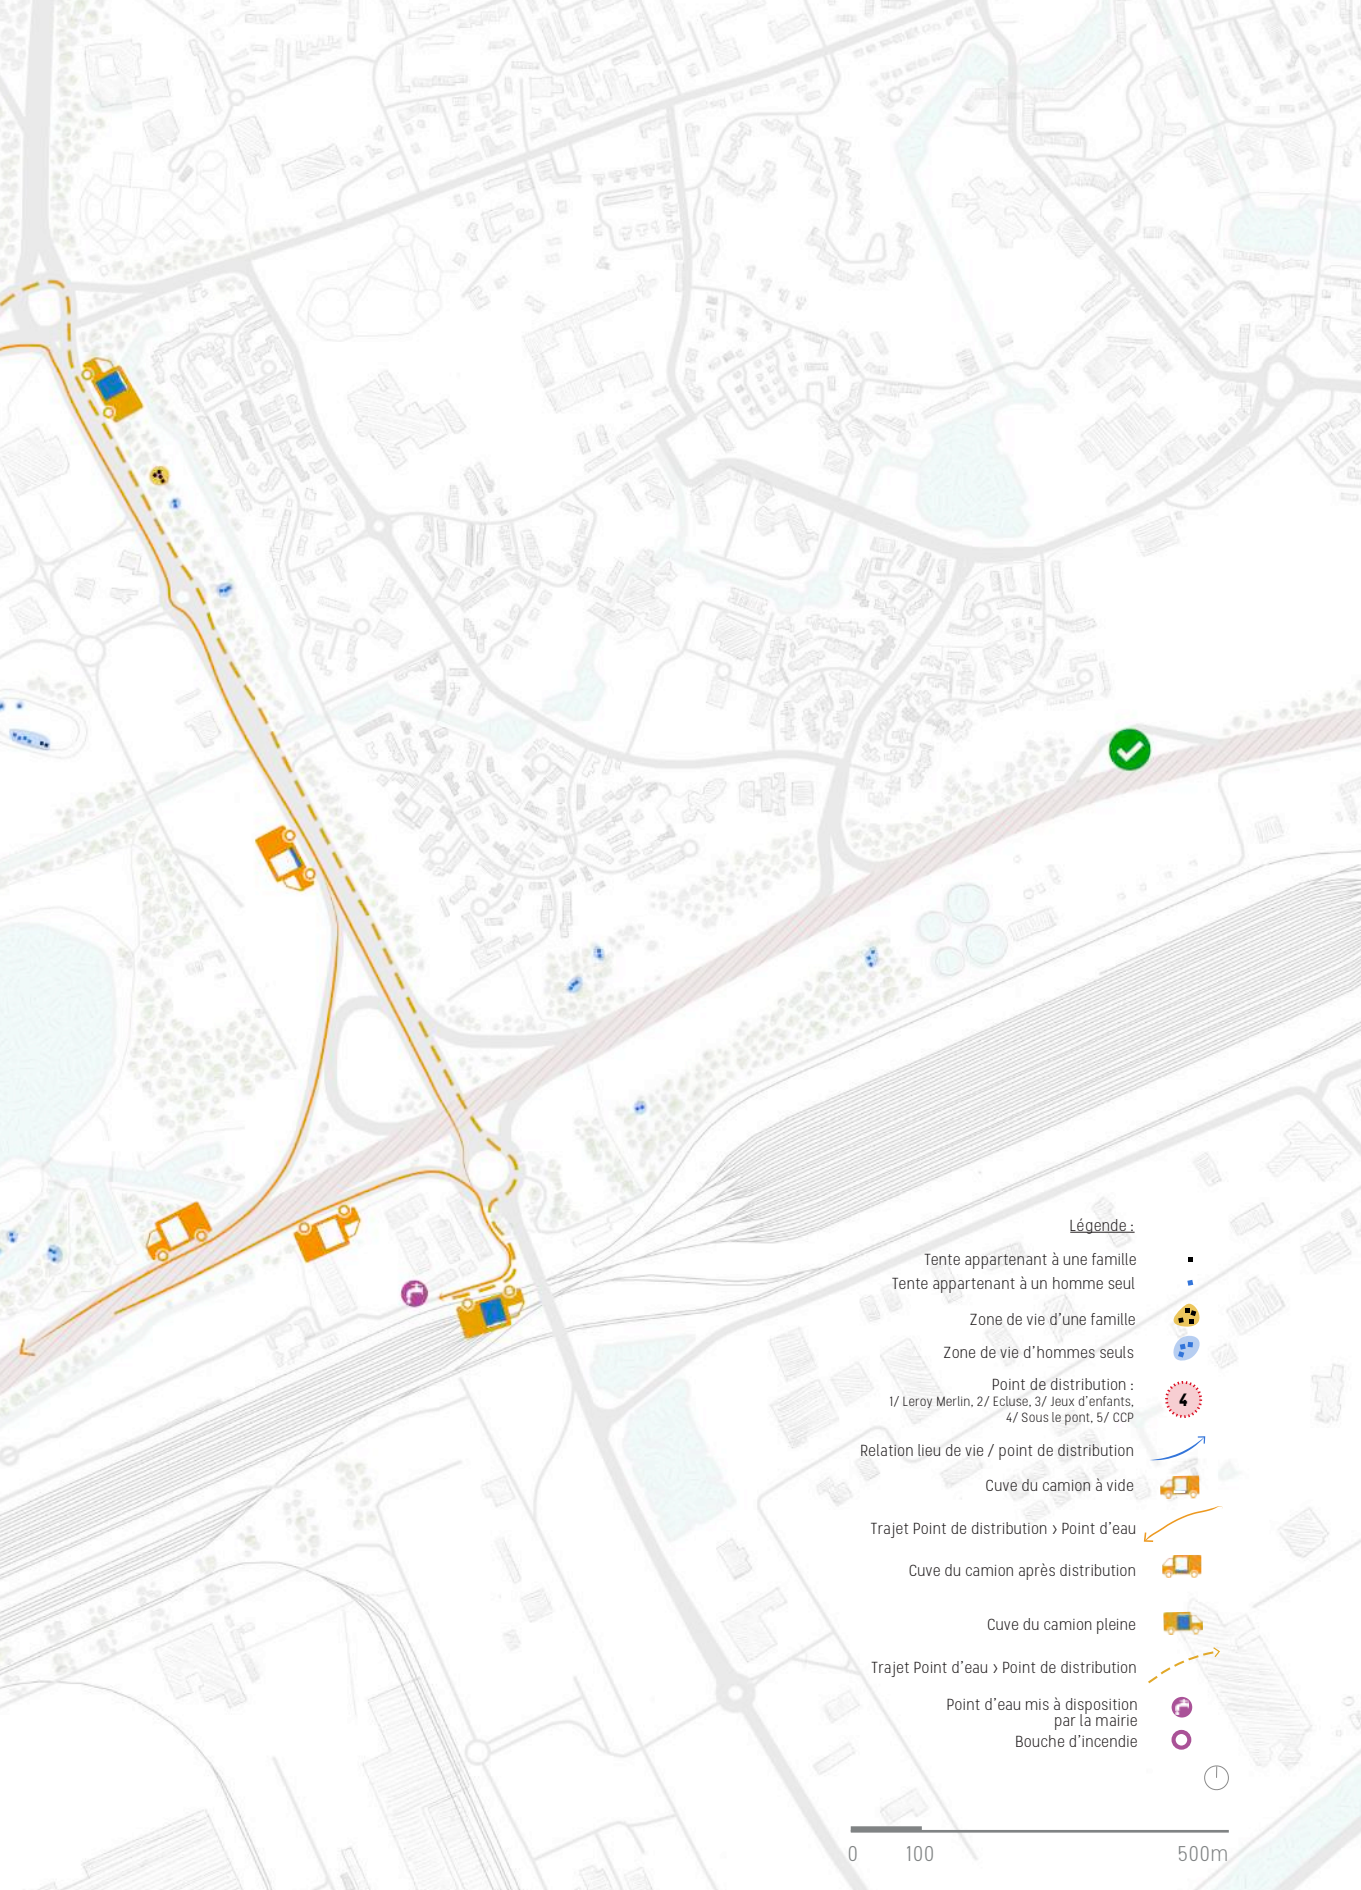 Légende :
Tente appartenant à une famille
Tente appartenant à un homme seul
Zone de vie d'une famille
Zone de vie d'hommes seuls
Point de distribution :
1/ Leroy Merlin, 2/ Ecluse, 3/ Jeux d'enfants,
4/ Sous le pont, 5/ CCP
4
Relation lieu de vie / point de distribution
Cuve du camion à vide
Trajet Point de distribution > Point d'eau
Cuve du camion après distribution
Cuve du camion pleine
Trajet Point d'eau > Point de distribution
Point d'eau mis à disposition
par la mairie
Bouche d'incendie
0 100 500m